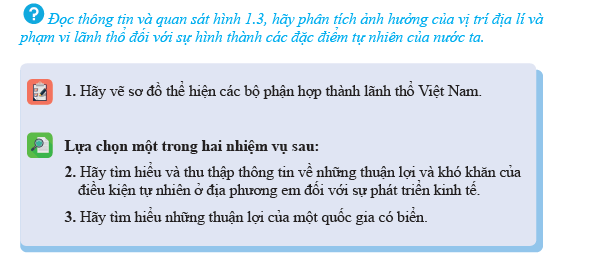 ? Đọc thông tin và quan sát hình 1.3, hãy phân tích ảnh hưởng của vị trí địa lí và
phạm vi lãnh thổ đối với sự hình thành các đặc điểm tự nhiên của nước ta.
1. Hãy vẽ sơ đồ thể hiện các bộ phận hợp thành lãnh thổ Việt Nam.
Lựa chọn một trong hai nhiệm vụ sau:
2. Hãy tìm hiểu và thu thập thông tin về những thuận lợi và khó khăn của
điều kiện tự nhiên ở địa phương em đối với sự phát triển kinh tế.
3. Hãy tìm hiểu những thuận lợi của một quốc gia có biển.